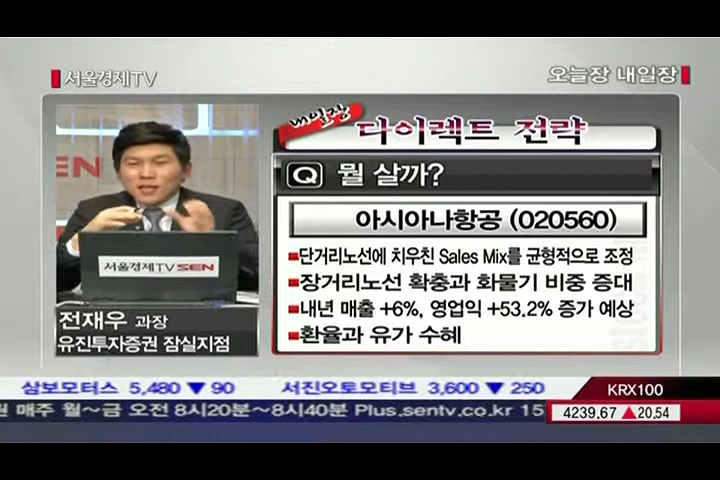 서울경제TV
오늘장 내일장
내일장
다이렉트 전략
Q 뭘 살까?
아시아나항공 (020560)
단거리노선에 치우친 Sales Mix를 균형적으로 조정
장거리노선 확충과 화물기 비중 증대
내년 매출 +6%, 영업익 +53.2% 증가 예상
환율과 유가 수혜
EN
서울경제TV SEN
전재우 과장
유진투자증권 잠실지점
삼보모터스 5,480 ▼ 90 서진오토모티브 3,600 ▼ 250
KRX100
원 매주 월~금 오전 8시20분~8시40분 Plus.sentv.co.kr 15
4239.67 ▲20.54